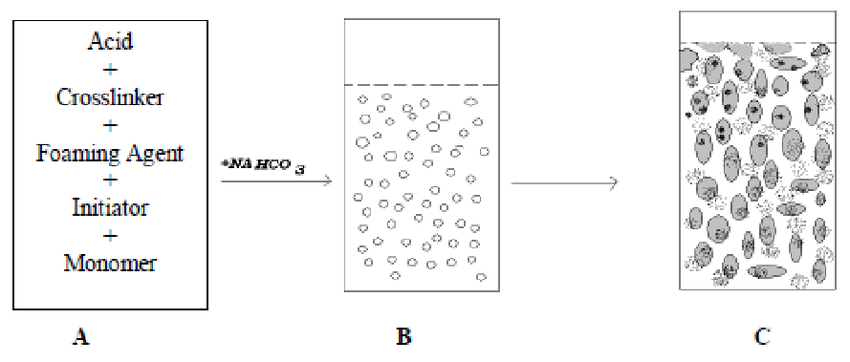 Acid
+
Crosslinker
+
Foaming Agent
+
Initiator
+
Monomer
+NAHCO3
A B C